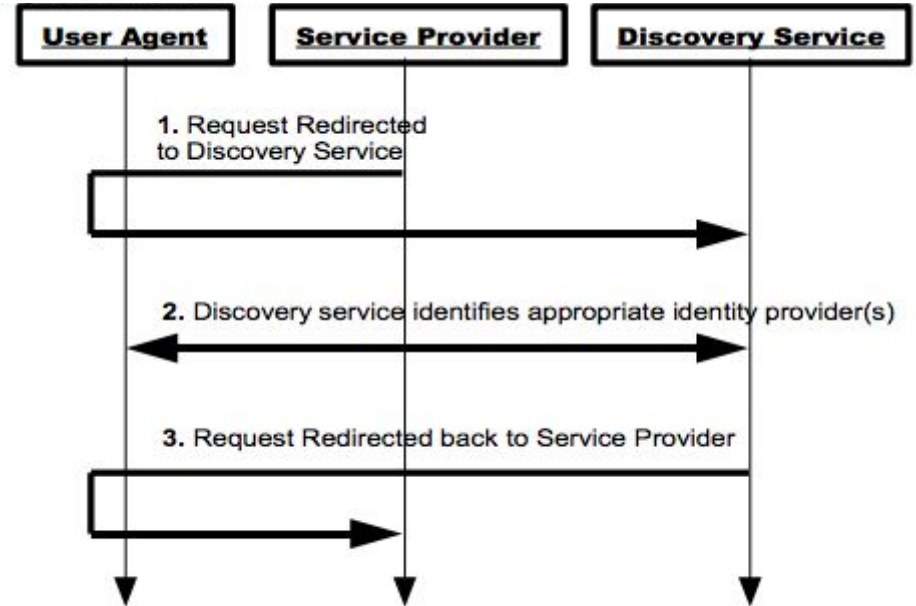 User Agent
Service Provider
Discovery Service
1. Request Redirected
to Discovery Service
2. Discovery service identifies appropriate identity provider(s)
3. Request Redirected back to Service Provider